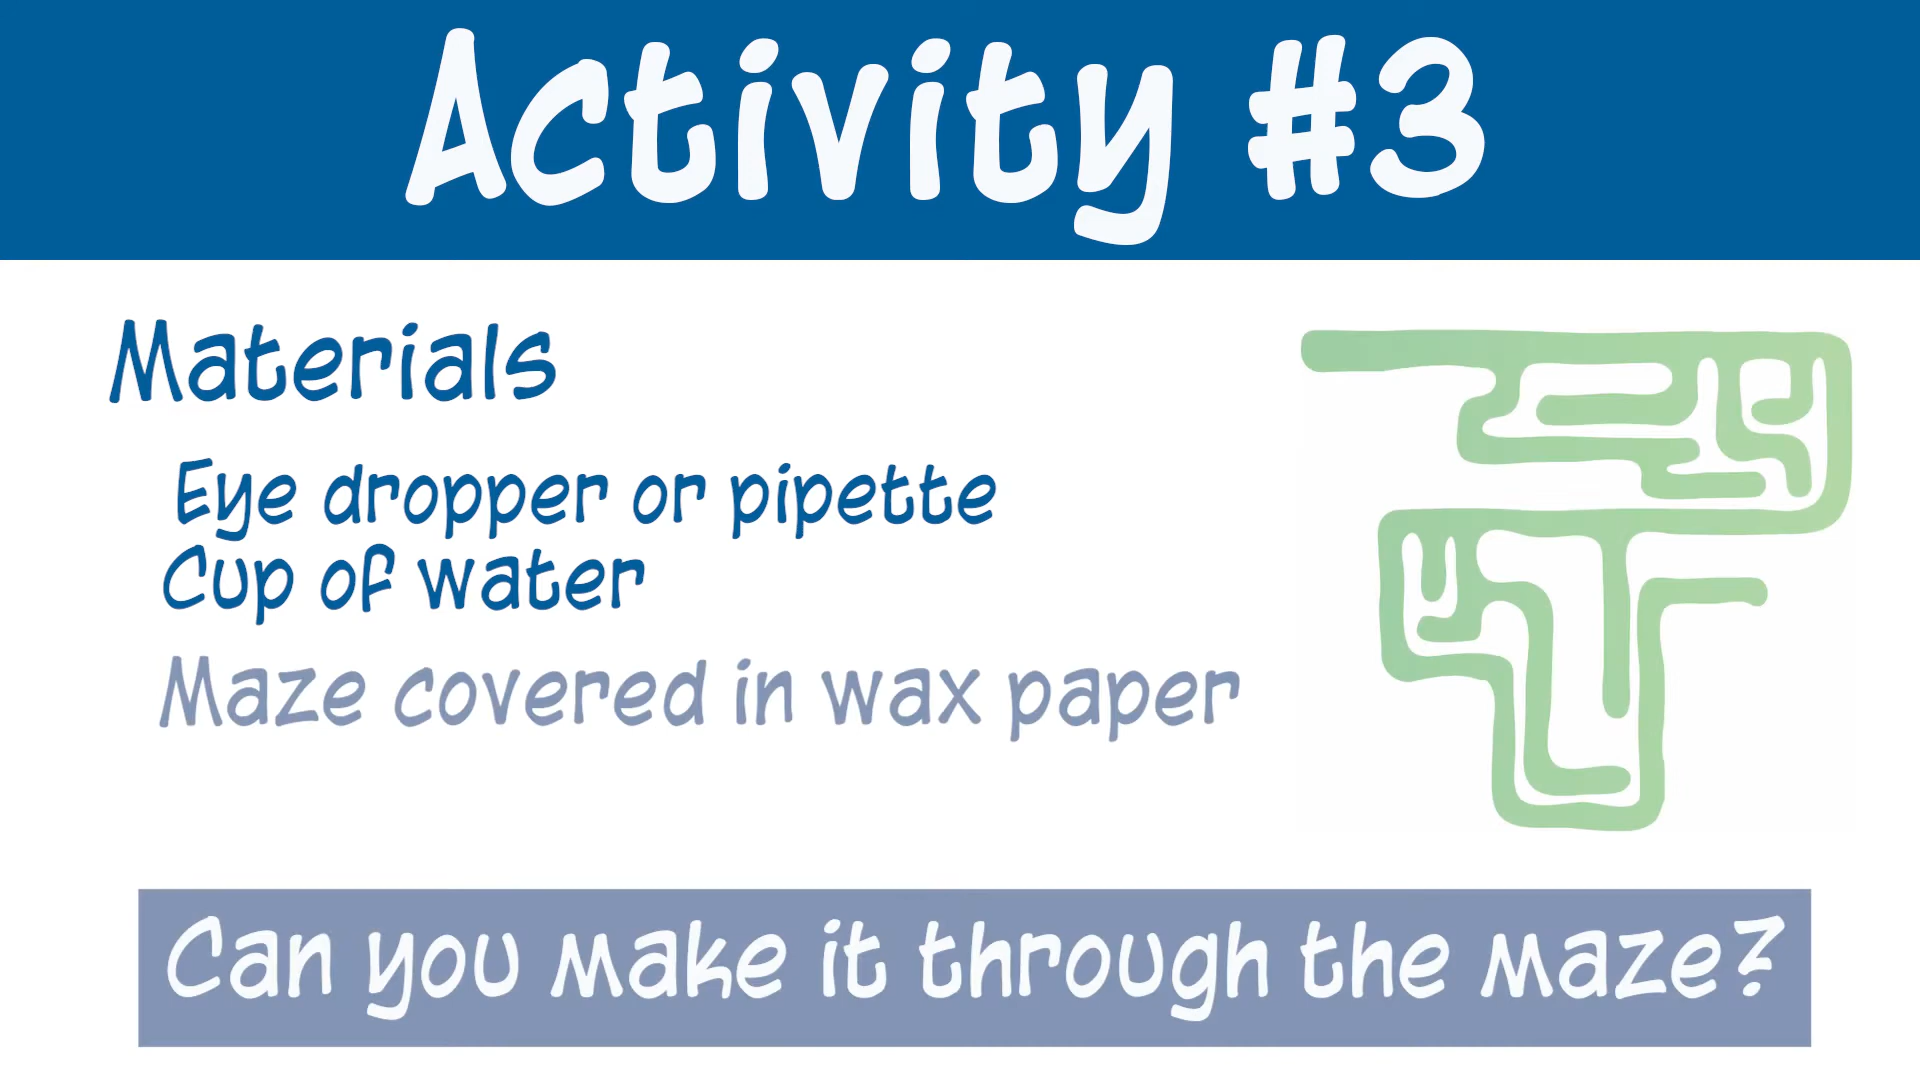 Activity #3
Materials
Eye dropper or pipette
Cup of water
Maze covered in wax paper
Can you make it through the maze?